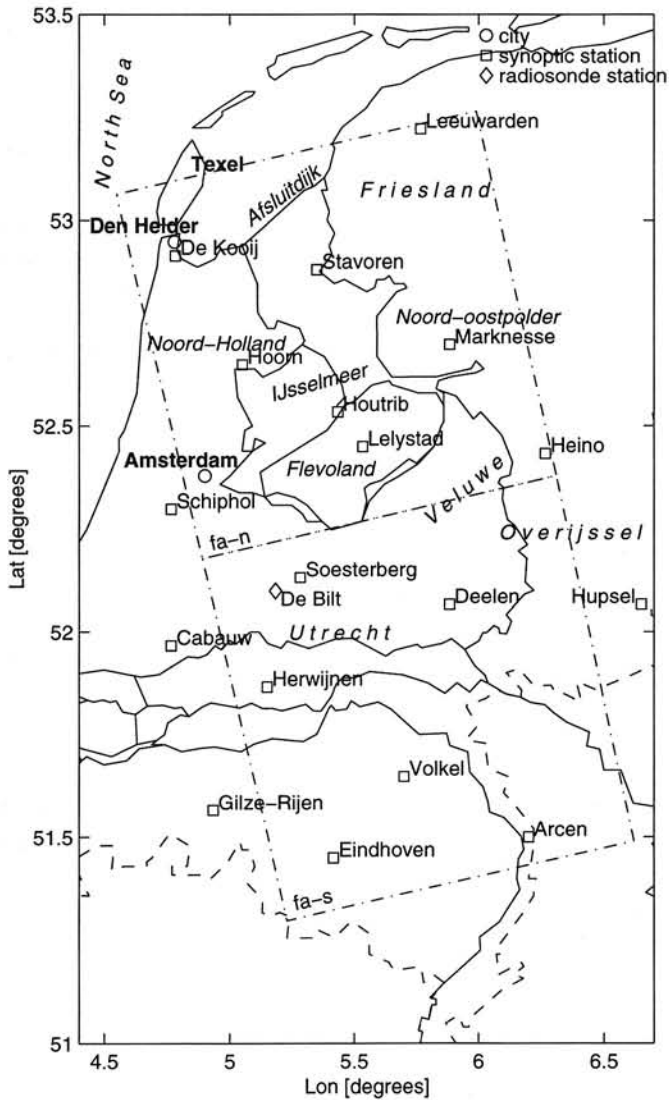 53.5
city
synoptic station
radiosonde station
North Sea
Leeuwarden
Texel
Afsluitdijk
Friesland
53
Den Helder
De Kooij
Stavoren
Noord-Holland
Noord-oostpolder
Hoorn
Marknesse
IJsselmeer
Houtrib
52.5
Amsterdam
Lelystad
Heino
Flevoland
Schiphol
Veluwe
fa-n
Overijssel
Lat [degrees]
Soesterberg
De Bilt
Deelen
Hupsel
52
Cabauw
Utrecht
Herwijnen
Volkel
Gilze-Rijen
51.5
Arcen
Eindhoven
fa-s
51
4.5 5 5.5 6 6.5
Lon [degrees]